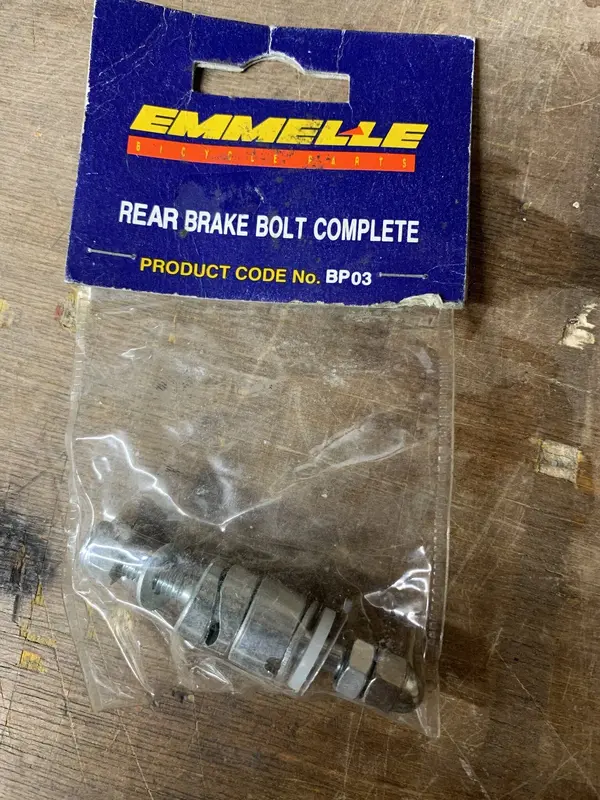 EMMELLE
BICYCLE PARTS
REAR BRAKE BOLT COMPLETE
PRODUCT CODE No. BP03